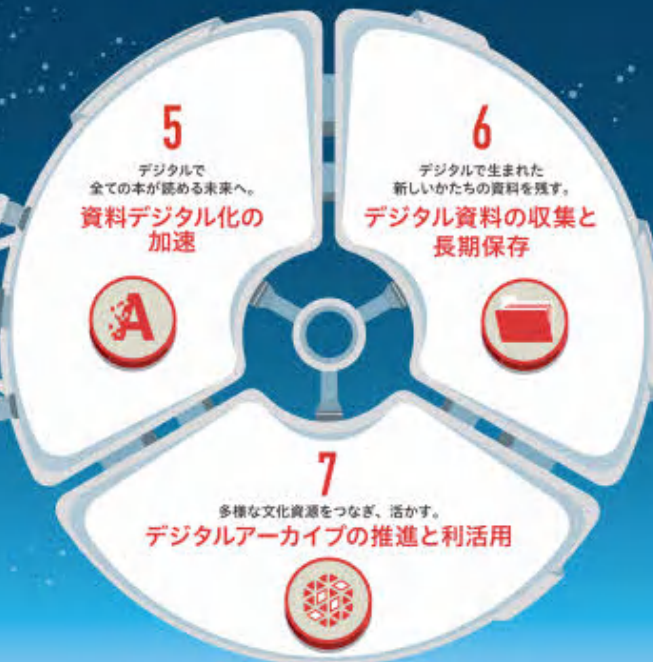 5
デジタルで
全ての本が読める未来へ。
資料デジタル化の
加速
6
デジタルで生まれた
新しいかたちの資料を残す。
デジタル資料の収集と
長期保存
7
多様な文化資源をつなぎ、活かす。
デジタルアーカイブの推進と利活用